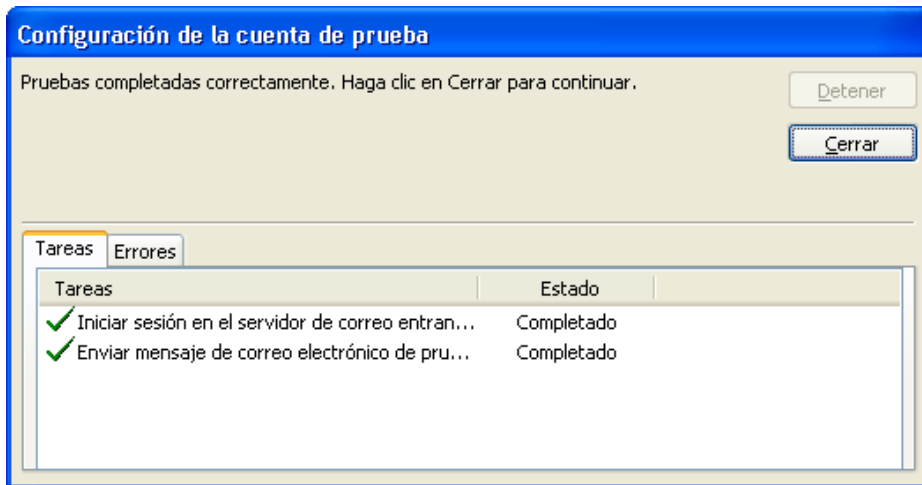 Configuración de la cuenta de prueba
Pruebas completadas correctamente. Haga clic en Cerrar para continuar.
Detener
Cerrar
Tareas Errores
Tareas Estado
Iniciar sesión en el servidor de correo entran... Completado
Enviar mensaje de correo electrónico de pru... Completado